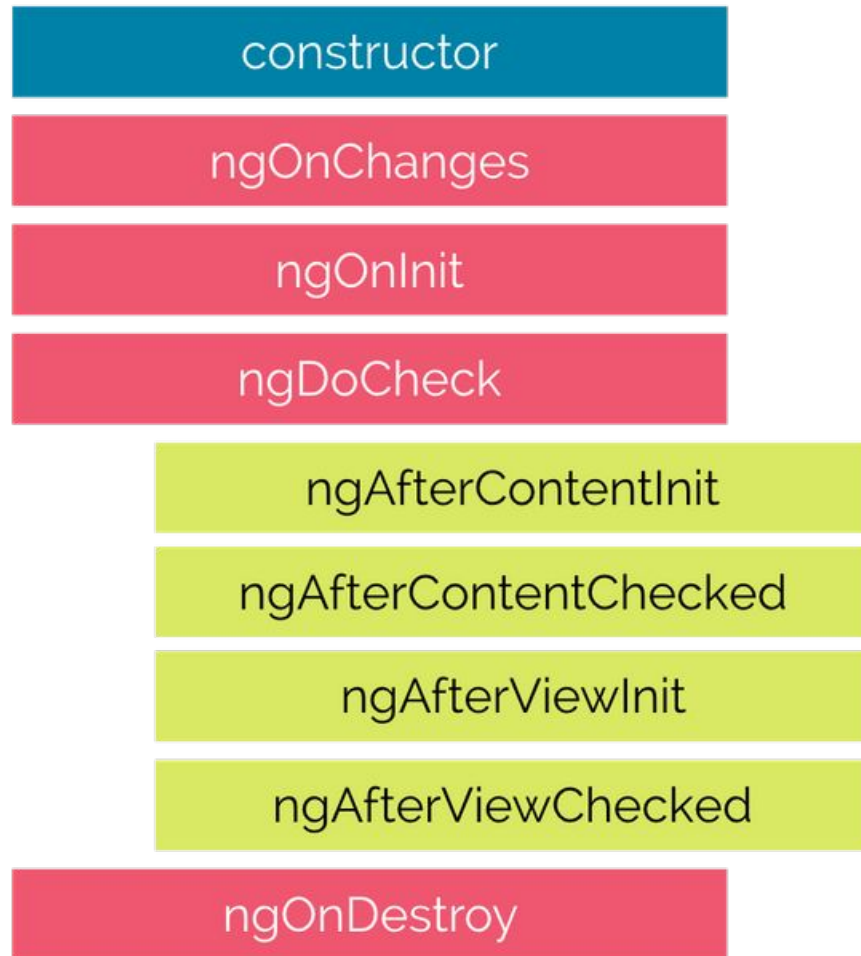 constructor
ngOnChanges
ngOnInit
ngDoCheck
ngAfterContentInit
ngAfterContentChecked
ngAfterViewInit
ngAfterViewChecked
ngOnDestroy